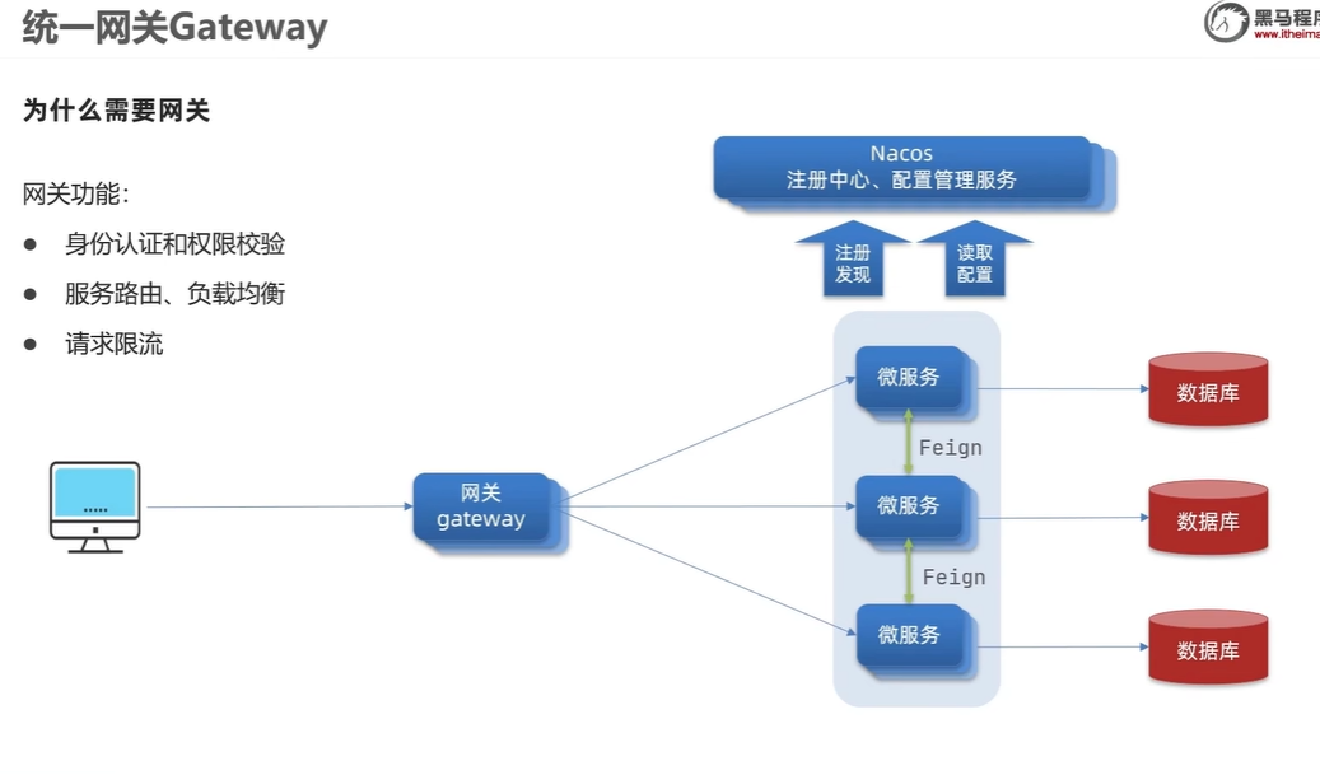 统一网关Gateway
黑马程序
www.itheima
为什么需要网关
网关功能：
● 身份认证和权限校验
● 服务路由、负载均衡
● 请求限流
Nacos
注册中心、配置管理服务
注册
发现
读取
配置
微服务
数据库
Feign
网关
gateway
微服务
数据库
Feign
微服务
数据库